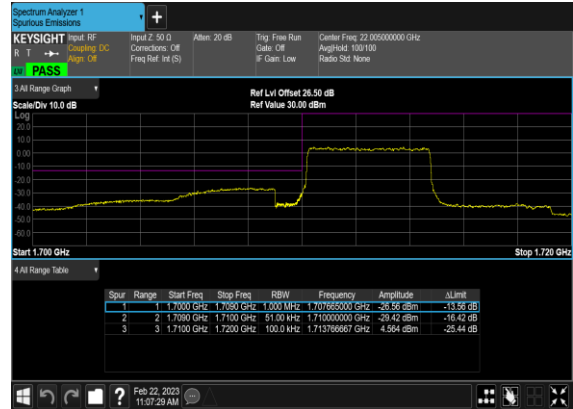 Spectrum Analyzer 1
Spurious Emissions
KEYSIGHT Input: RF Input Z: 50 Ω Atten: 20 dB Trig: Free Run Center Freq: 22.005000000 GHz
R T Coupling: DC Corrections: Off Gate: Off Avg|Hold: 100/100
Align: Off Freq Ref: Int (S) IF Gain: Low Radio Std: None
PASS
3 All Range Graph
Ref Lvl Offset 26.50 dB
Scale/Div 10.0 dB Ref Value 30.00 dBm
Log
20.0
10.0
0.00
-10.0
-20.0
-30.0
-40.0
-50.0
-60.0
Start 1.700 GHz Stop 1.720 GHz
4 All Range Table
Spur Range Start Freq Stop Freq RBW Frequency Amplitude ΔLimit
1 1 1.7000 GHz 1.7090 GHz 1.000 MHz 1.707665000 GHz -26.56 dBm -13.56 dB
2 2 1.7090 GHz 1.7100 GHz 51.00 kHz 1.710000000 GHz -29.42 dBm -16.42 dB
3 3 1.7100 GHz 1.7200 GHz 100.0 kHz 1.713766667 GHz 4.564 dBm -25.44 dB
? Feb 22, 2023
11:07:29 AM